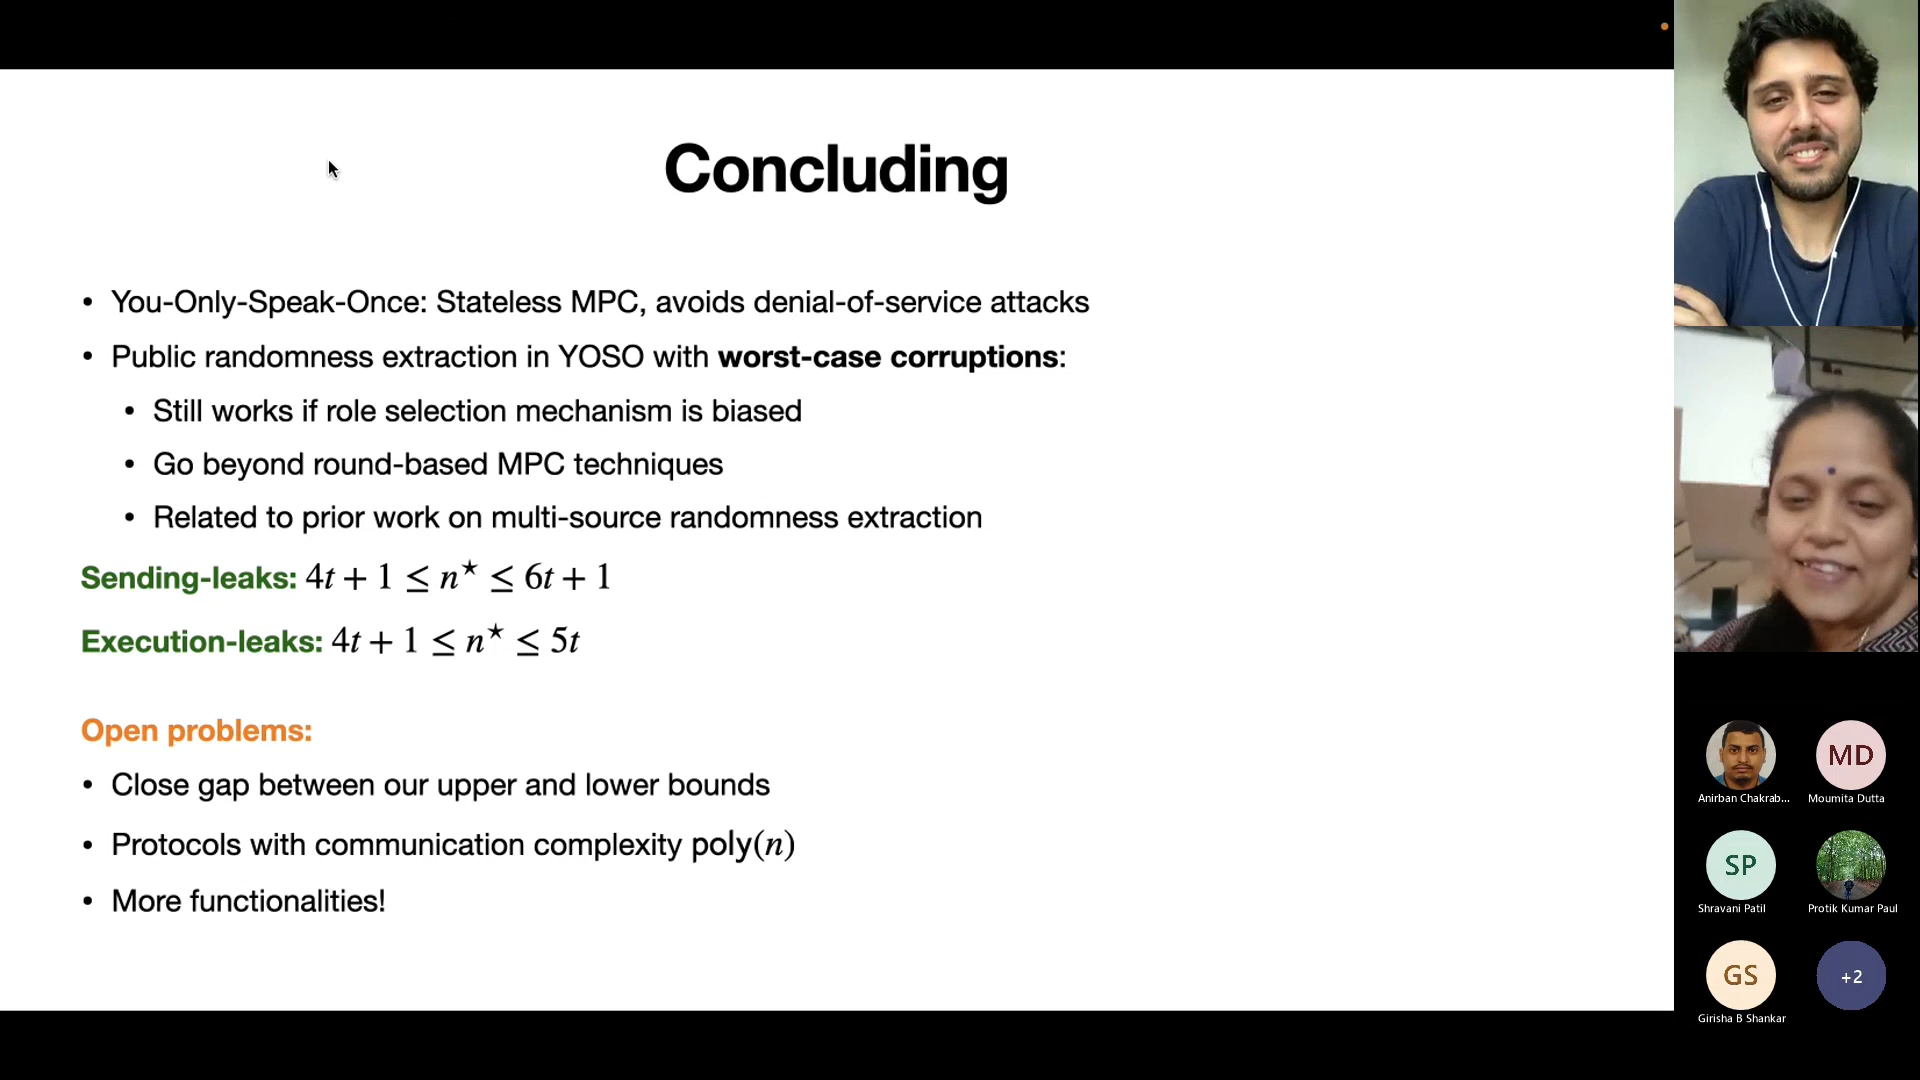 Concluding
• You-Only-Speak-Once: Stateless MPC, avoids denial-of-service attacks
• Public randomness extraction in YOSO with worst-case corruptions:
• Still works if role selection mechanism is biased
• Go beyond round-based MPC techniques
• Related to prior work on multi-source randomness extraction
Sending-leaks: 4t + 1 ≤ n* ≤ 6t + 1
Execution-leaks: 4t + 1 ≤ n* ≤ 5t
Open problems:
• Close gap between our upper and lower bounds
• Protocols with communication complexity poly(n)
• More functionalities!
Anirban Chakrab...
MD
Moumita Dutta
SP
Shravani Patil
Protik Kumar Paul
GS
Girisha B Shankar
+2